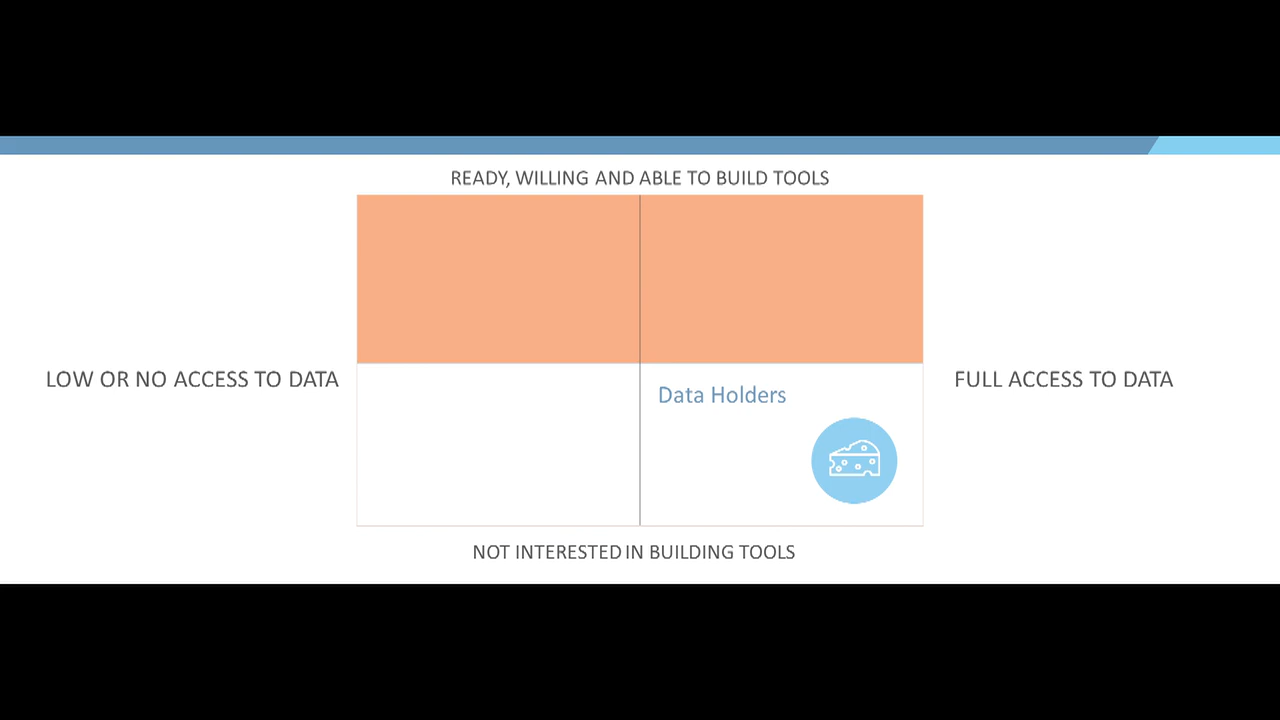 READY, WILLING AND ABLE TO BUILD TOOLS
LOW OR NO ACCESS TO DATA
FULL ACCESS TO DATA
Data Holders
NOT INTERESTED IN BUILDING TOOLS